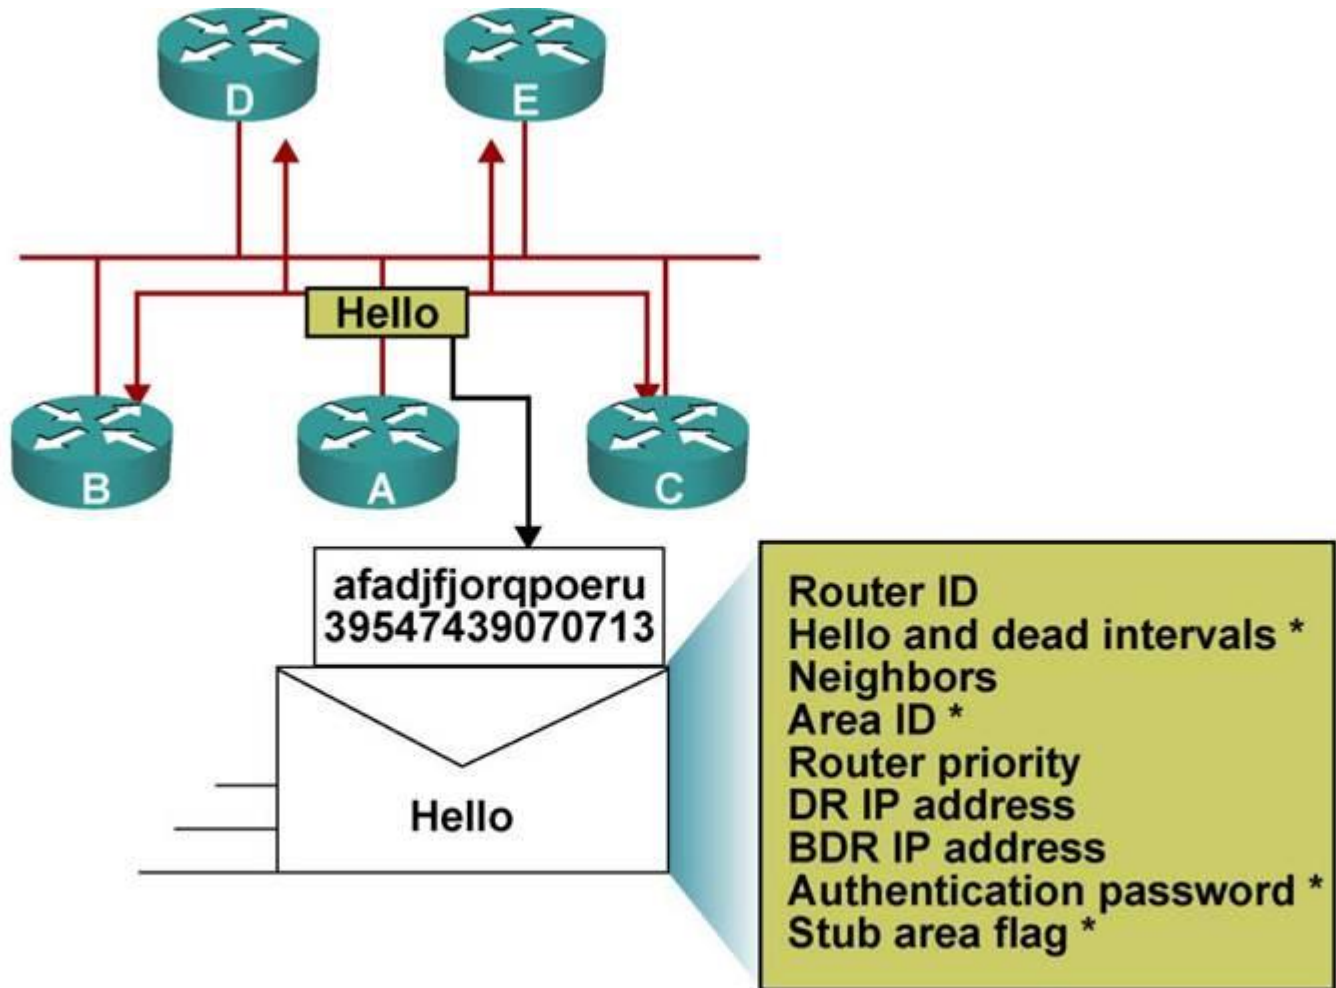 D
E
Hello
B
A
C
afadjfjorqpoeru
39547439070713
Hello
Router ID
Hello and dead intervals *
Neighbors
Area ID *
Router priority
DR IP address
BDR IP address
Authentication password *
Stub area flag *